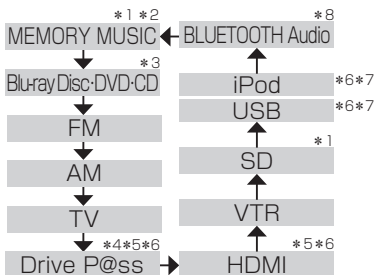 *1 *2
MEMORY MUSIC
*3
Blu-ray Disc·DVD·CD
FM
AM
TV
*4*5*6
Drive P@ss
*5*6
HDMI
VTR
*1
SD
USB *6*7
iPod *6*7
*8
BLUETOOTH Audio